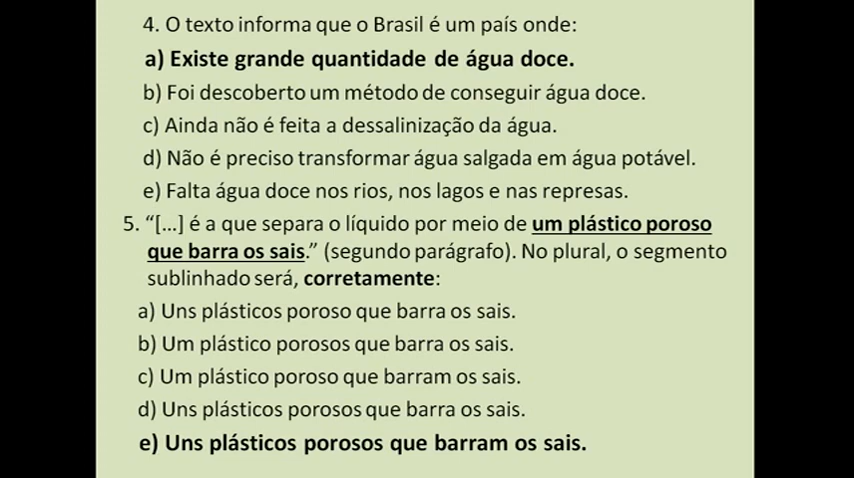 4. O texto informa que o Brasil é um país onde:
a) Existe grande quantidade de água doce.
b) Foi descoberto um método de conseguir água doce.
c) Ainda não é feita a dessalinização da água.
d) Não é preciso transformar água salgada em água potável.
e) Falta água doce nos rios, nos lagos e nas represas.
5. “[...] é a que separa o líquido por meio de um plástico poroso
que barra os sais.” (segundo parágrafo). No plural, o segmento
sublinhado será, corretamente:
a) Uns plásticos poroso que barra os sais.
b) Um plástico porosos que barra os sais.
c) Um plástico poroso que barram os sais.
d) Uns plásticos porosos que barra os sais.
e) Uns plásticos porosos que barram os sais.